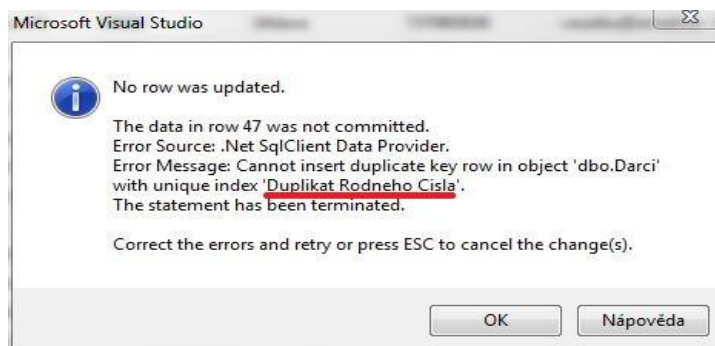 Microsoft Visual Studio
No row was updated.
The data in row 47 was not committed.
Error Source: .Net SqlClient Data Provider.
Error Message: Cannot insert duplicate key row in object 'dbo.Darci'
with unique index 'Duplikat Rodneho Cisla'.
The statement has been terminated.
Correct the errors and retry or press ESC to cancel the change(s).
OK Nápověda